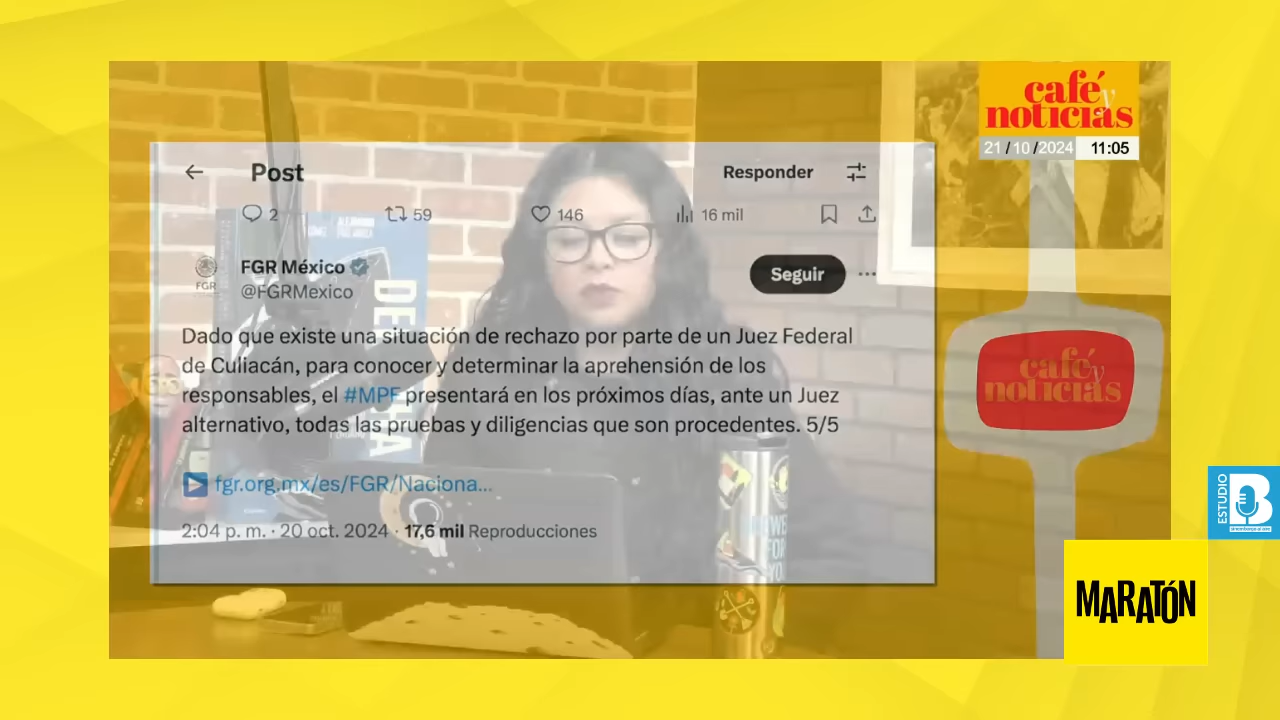 café y
noticias
21/10/2024 11:05
Post
Responder
2
59
146
16 mil
FGR
FGR México
@FGRMexico
Seguir
Dado que existe una situación de rechazo por parte de un Juez Federal
de Culiacán, para conocer y determinar la aprehensión de los
responsables, el #MPF presentará en los próximos días, ante un Juez
alternativo, todas las pruebas y diligencias que son procedentes. 5/5
fgr.org.mx/es/FGR/Naciona...
2:04 p. m. · 20 oct. 2024 · 17,6 mil Reproducciones
café y
noticias
ESTUDIO
B
MARATÓN